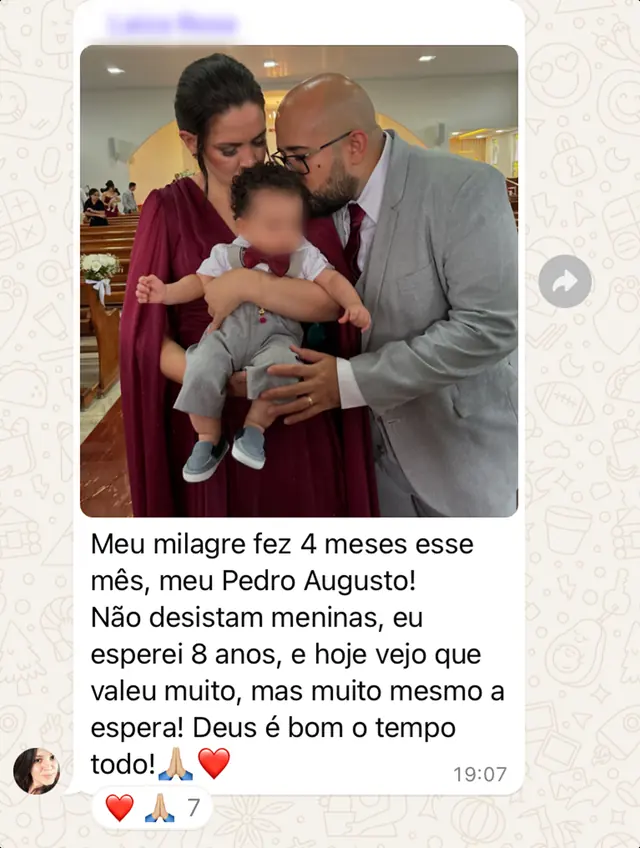 Meu milagre fez 4 meses esse
mês, meu Pedro Augusto!
Não desistam meninas, eu
esperei 8 anos, e hoje vejo que
valeu muito, mas muito mesmo a
espera! Deus é bom o tempo
todo!🙏🏼❤️
19:07
❤️ 🙏🏼 7